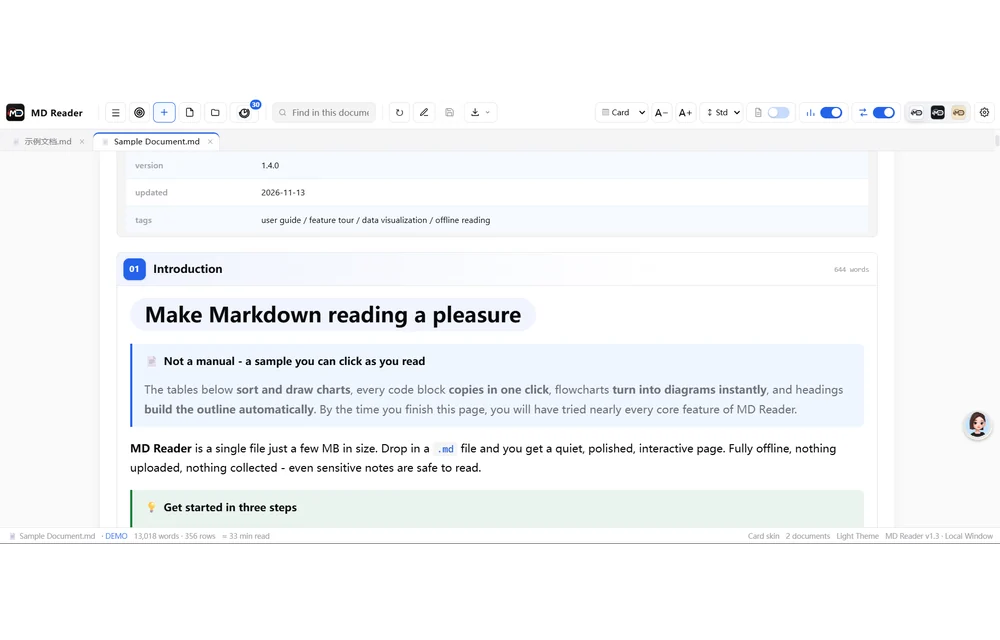 MD MD Reader
30
Find in this docume
Card
A−
A+
Std
示例文档.md ×
Sample Document.md ×
version 1.4.0
updated 2026-11-13
tags user guide / feature tour / data visualization / offline reading
01 Introduction 644 words
Make Markdown reading a pleasure
Not a manual - a sample you can click as you read
The tables below sort and draw charts, every code block copies in one click, flowcharts turn into diagrams instantly, and headings
build the outline automatically. By the time you finish this page, you will have tried nearly every core feature of MD Reader.
MD Reader is a single file just a few MB in size. Drop in a .md file and you get a quiet, polished, interactive page. Fully offline, nothing
uploaded, nothing collected - even sensitive notes are safe to read.
Get started in three steps
Sample Document.md · DEMO 13,018 words · 356 rows ≈ 33 min read Card skin 2 documents Light Theme MD Reader v1.3 · Local Window